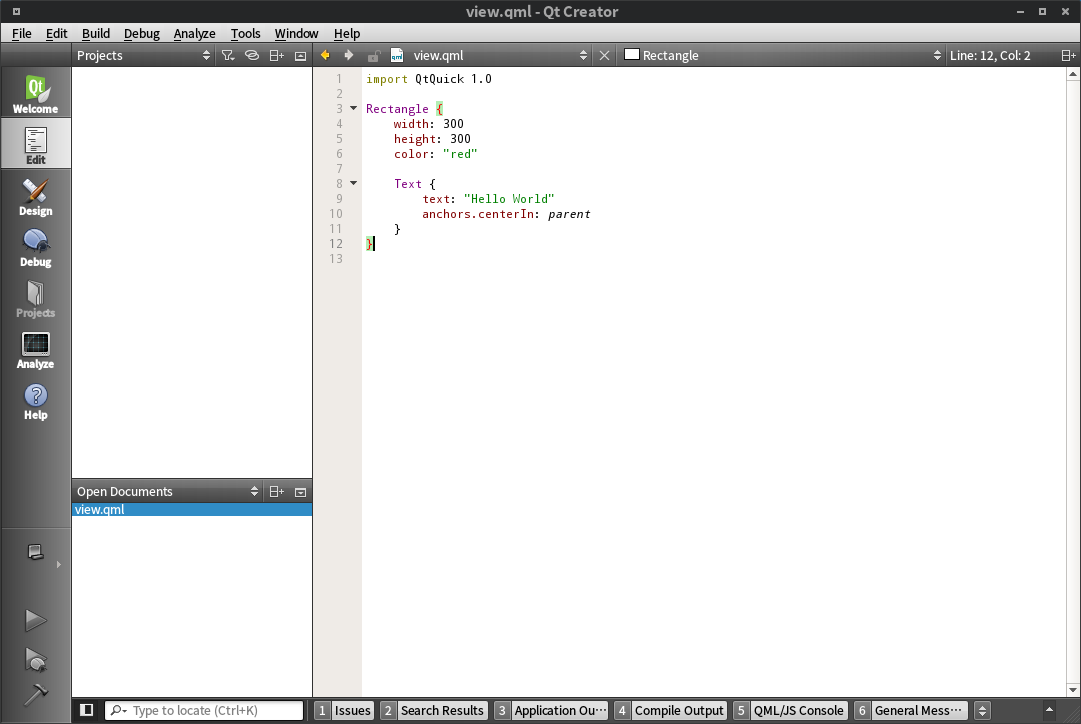 view.qml - Qt Creator
File Edit Build Debug Analyze Tools Window Help
Projects view.qml Rectangle Line: 12, Col: 2
Qt
Welcome
Edit
Design
Debug
Projects
Analyze
Help
1 import QtQuick 1.0
2
3 Rectangle {
4 width: 300
5 height: 300
6 color: "red"
7
8 Text {
9 text: "Hello World"
10 anchors.centerIn: parent
11 }
12 }
13
Open Documents
view.qml
Type to locate (Ctrl+K) 1 Issues 2 Search Results 3 Application Ou… 4 Compile Output 5 QML/JS Console 6 General Mess…